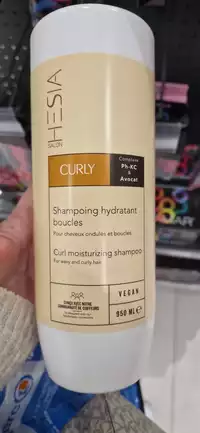 HESIA
SALON
CURLY
Complexe
Ph-KC
&
Avocat
Shampoing hydratant
boucles
Pour cheveux ondulés et bouclés
Curl moisturizing shampoo
For wavy and curly hair
VEGAN
950 ML ℮